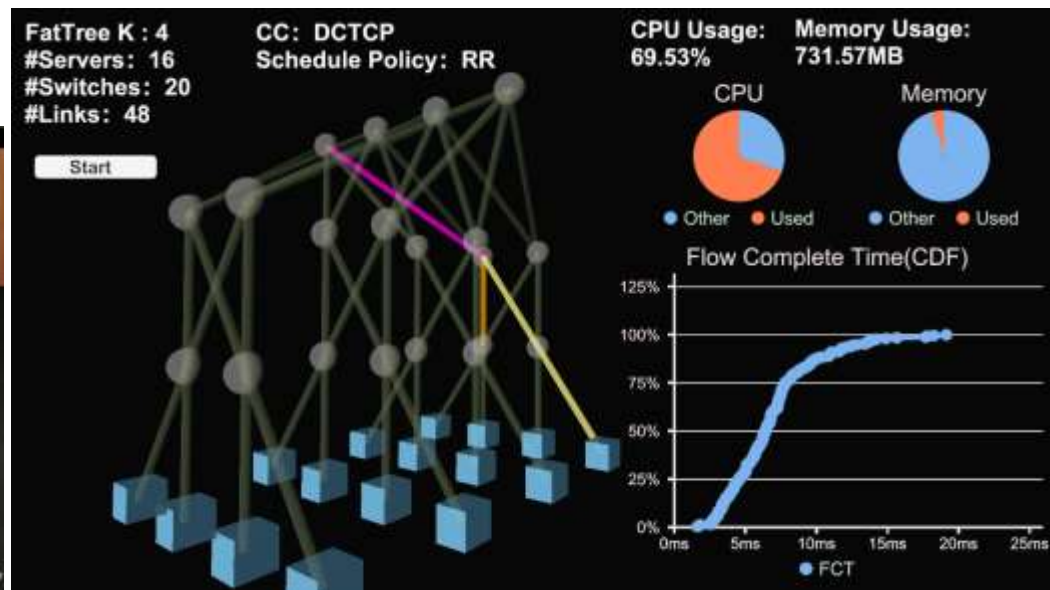 FatTree K : 4
#Servers: 16
#Switches: 20
#Links: 48
CC: DCTCP
Schedule Policy: RR
Start
CPU Usage:
69.53%
Memory Usage:
731.57MB
CPU
Other Used
Memory
Other Used
Flow Complete Time(CDF)
125%
100%
75%
50%
25%
0%
0ms 5ms 10ms 15ms 20ms 25ms
FCT